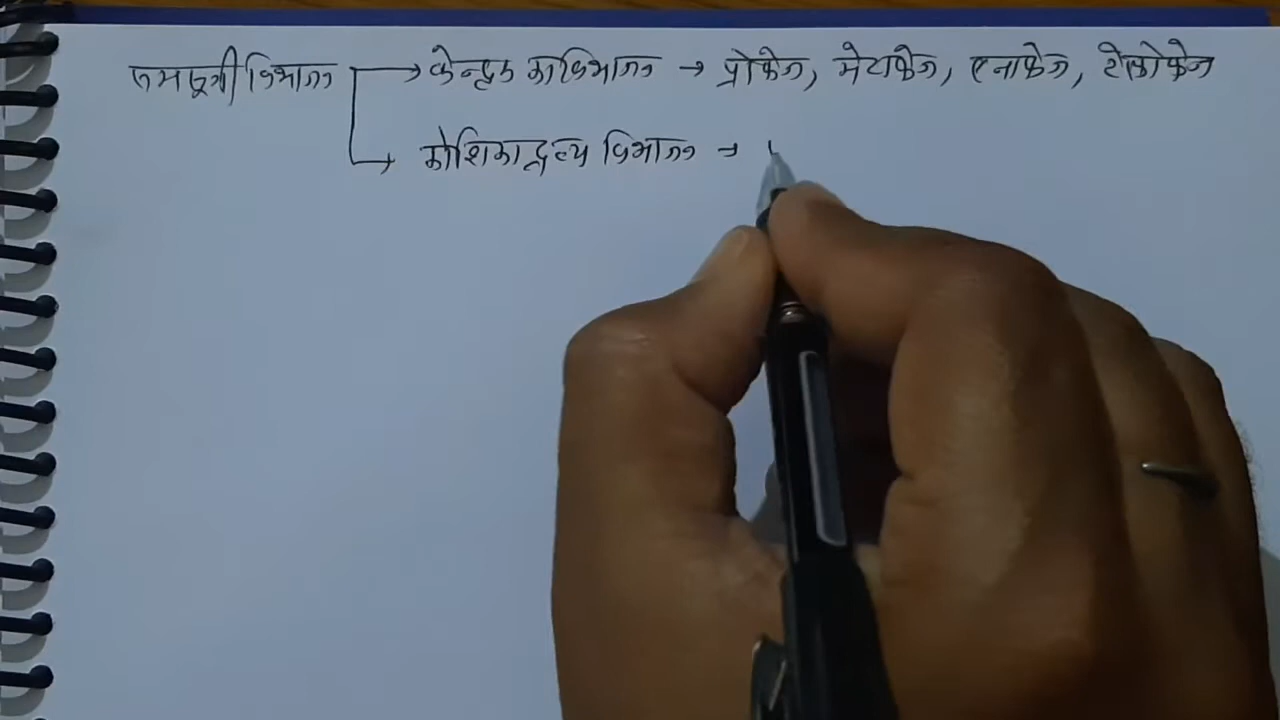 समसूत्री विभाजन → केन्द्रक का विभाजन → प्रोफेज, मेटाफेज, एनाफेज, टेलोफेज
→ कोशिकाद्रव्य विभाजन →